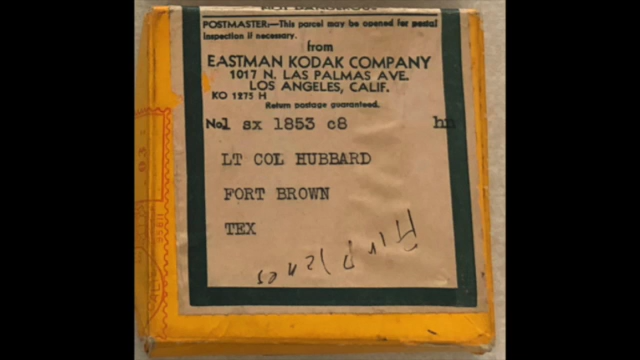 POSTMASTER:—This parcel may be opened for postal
inspection if necessary.
from
EASTMAN KODAK COMPANY
1017 N. LAS PALMAS AVE.
LOS ANGELES, CALIF.
KO 1275 H
Return postage guaranteed.
No1 sx 1853 c8 hn
LT COL HUBBARD
FORT BROWN
TEX